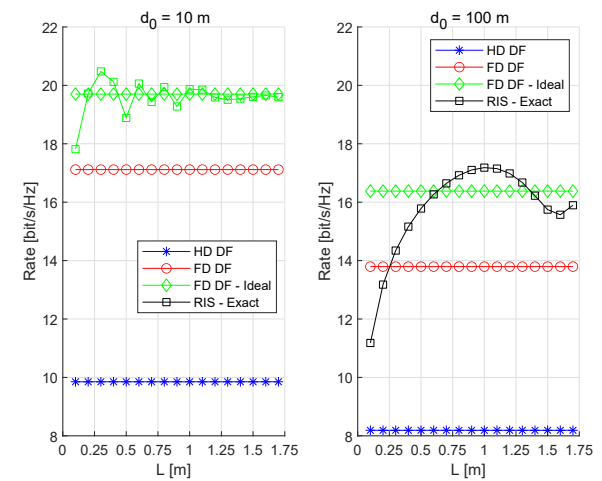 d0 = 10 m
22
20
18
16
14
12
10
8
Rate [bit/s/Hz]
HD DF
FD DF
FD DF - Ideal
RIS - Exact
0 0.25 0.5 0.75 1 1.25 1.5 1.75
L [m]
d0 = 100 m
22
20
18
16
14
12
10
8
Rate [bit/s/Hz]
HD DF
FD DF
FD DF - Ideal
RIS - Exact
0 0.25 0.5 0.75 1 1.25 1.5 1.75
L [m]